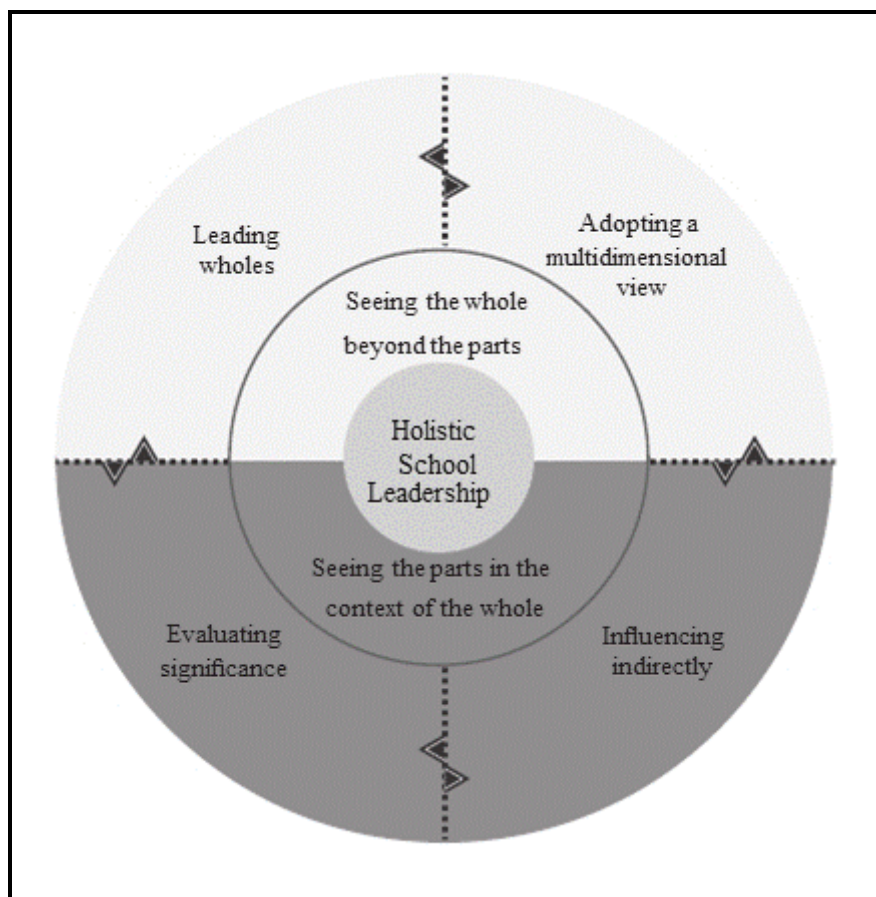 Leading
wholes
Adopting a
multidimensional
view
Seeing the whole
beyond the parts
Holistic
School
Leadership
Seeing the parts in the
context of the whole
Evaluating
significance
Influencing
indirectly